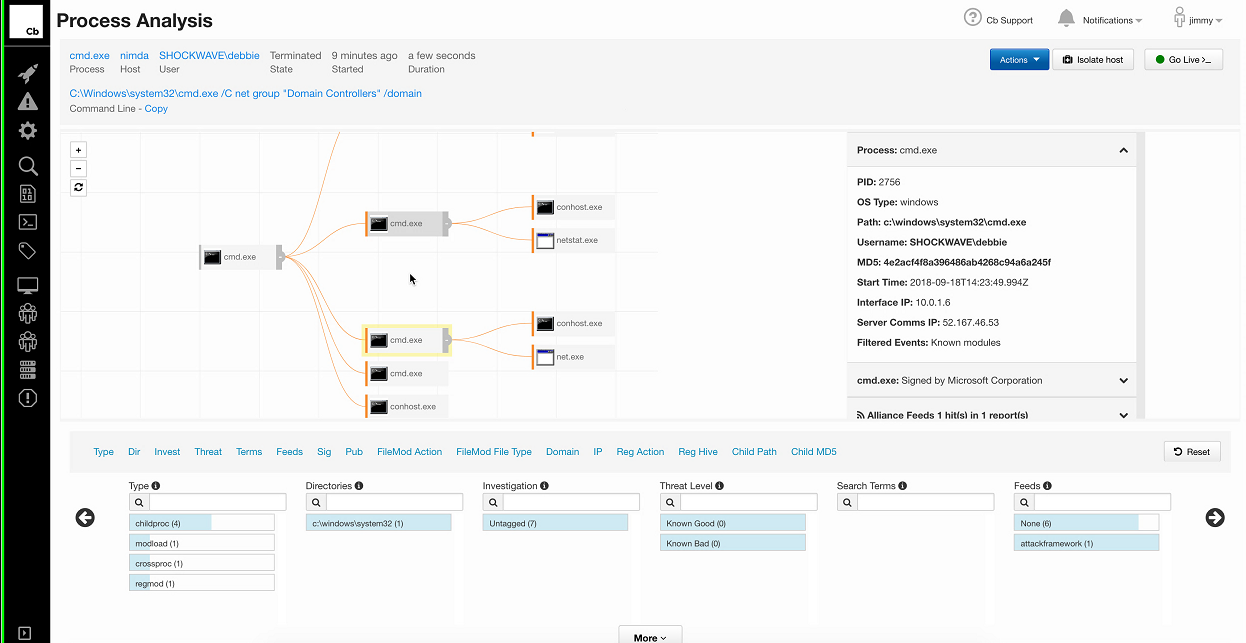 Cb
Process Analysis
Cb Support
Notifications
jimmy
cmd.exe nimda SHOCKWAVE\debbie Terminated 9 minutes ago a few seconds
Process Host User State Started Duration
Actions
Isolate host
Go Live >_
C:\Windows\system32\cmd.exe /C net group "Domain Controllers" /domain
Command Line - Copy
+
−
cmd.exe
cmd.exe
conhost.exe
netstat.exe
cmd.exe
conhost.exe
net.exe
cmd.exe
conhost.exe
Process: cmd.exe
PID: 2756
OS Type: windows
Path: c:\windows\system32\cmd.exe
Username: SHOCKWAVE\debbie
MD5: 4e2acf4f8a396486ab4268c94a6a245f
Start Time: 2018-09-18T14:23:49.994Z
Interface IP: 10.0.1.6
Server Comms IP: 52.167.46.53
Filtered Events: Known modules
cmd.exe: Signed by Microsoft Corporation
Alliance Feeds 1 hit(s) in 1 report(s)
Type Dir Invest Threat Terms Feeds Sig Pub FileMod Action FileMod File Type Domain IP Reg Action Reg Hive Child Path Child MD5
Reset
Type
childproc (4)
modload (1)
crossproc (1)
regmod (1)
Directories
c:\windows\system32 (1)
Investigation
Untagged (7)
Threat Level
Known Good (0)
Known Bad (0)
Search Terms
Feeds
None (6)
attackframework (1)
More